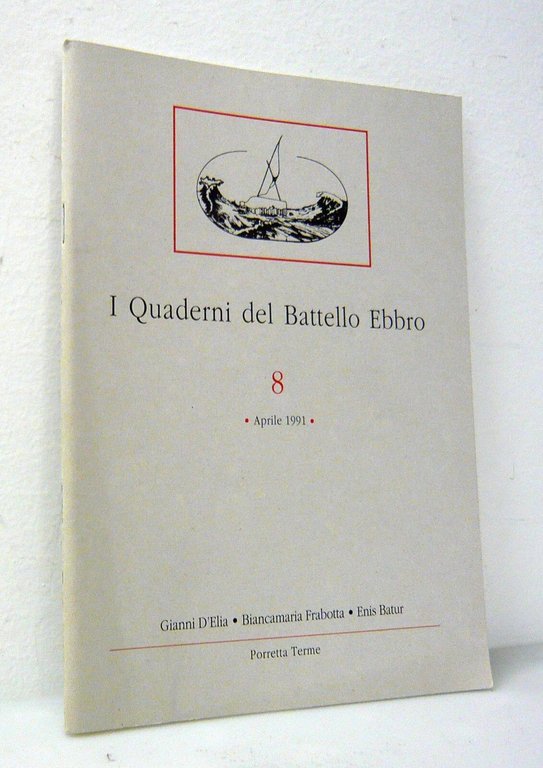 I Quaderni del Battello Ebbro
8
• Aprile 1991 •
Gianni D'Elia • Biancamaria Frabotta • Enis Batur
Porretta Terme